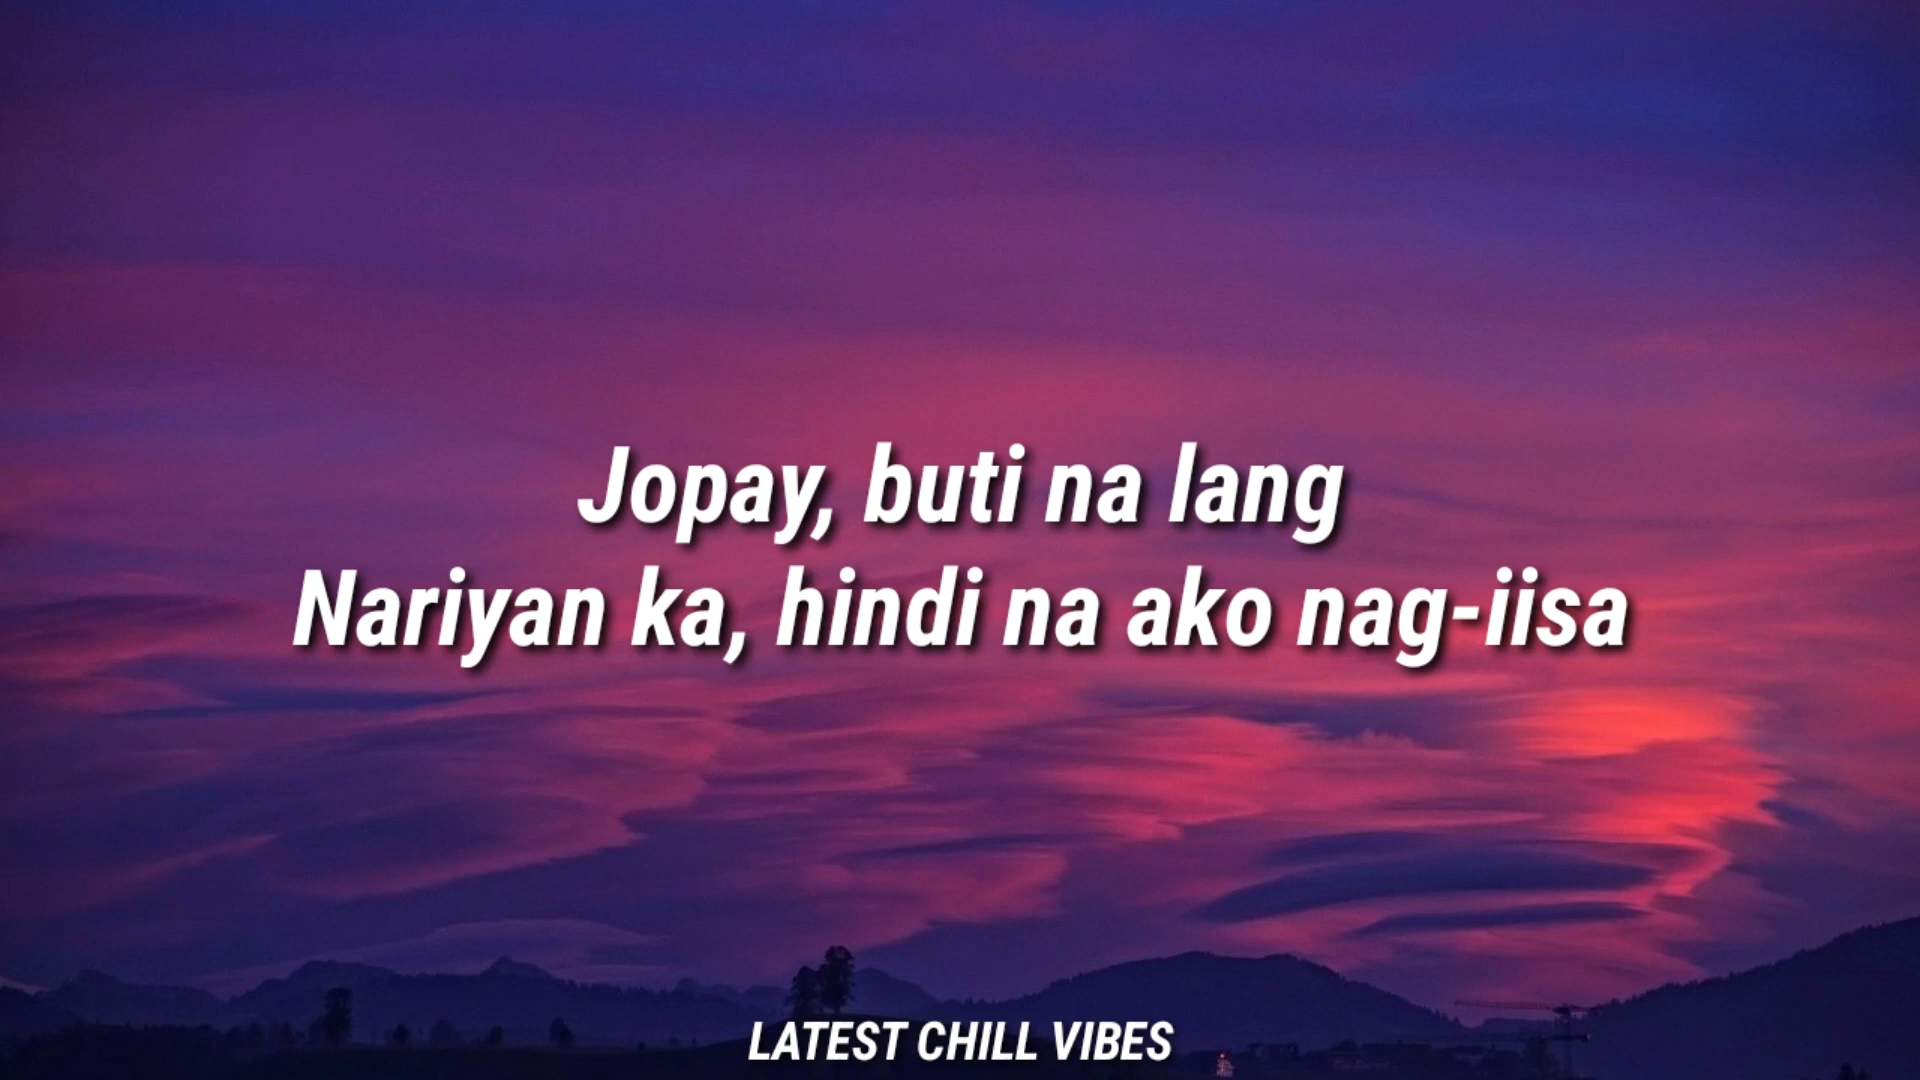 Jopay, buti na lang
Nariyan ka, hindi na ako nag-iisa
LATEST CHILL VIBES